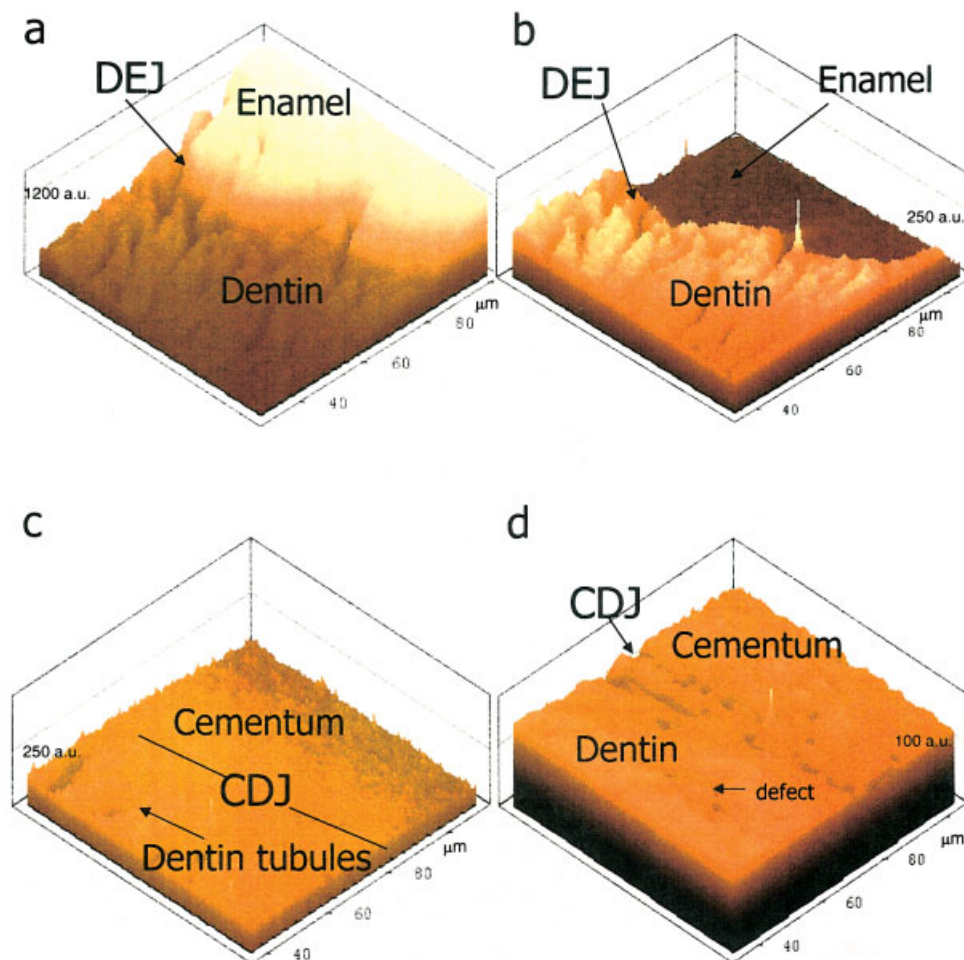 a
DEJ
Enamel
1200 a.u.
Dentin
μm
80
60
40
b
DEJ
Enamel
250 a.u.
Dentin
μm
80
60
40
c
Cementum
250 a.u.
CDJ
Dentin tubules
μm
80
60
40
d
CDJ
Cementum
Dentin
100 a.u.
defect
μm
80
60
40